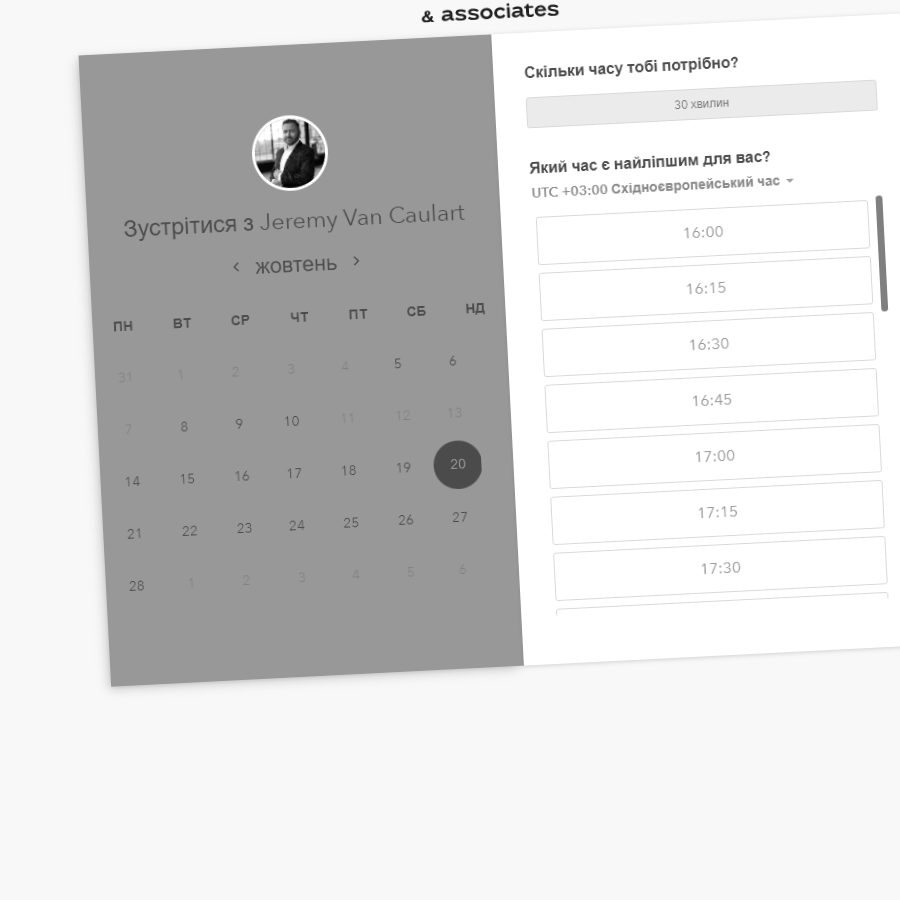 & associates
Зустрітися з Jeremy Van Caulart
жовтень
ПН ВТ СР ЧТ ПТ СБ НД
31 1 2 3 4 5 6
7 8 9 10 11 12 13
14 15 16 17 18 19 20
21 22 23 24 25 26 27
28 1 2 3 4 5 6
Скільки часу тобі потрібно?
30 хвилин
Який час є найліпшим для вас?
UTC +03:00 Східноєвропейський час
16:00
16:15
16:30
16:45
17:00
17:15
17:30